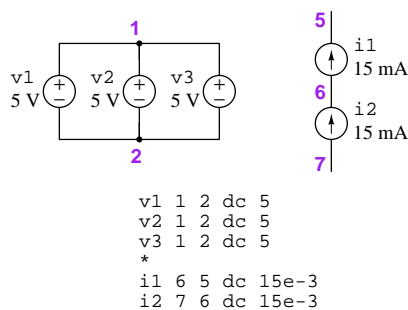 1
v1
5 V
+
−
v2
5 V
+
−
v3
5 V
+
−
2
5
i1
15 mA
6
i2
15 mA
7
v1 1 2 dc 5
v2 1 2 dc 5
v3 1 2 dc 5
*
i1 6 5 dc 15e-3
i2 7 6 dc 15e-3